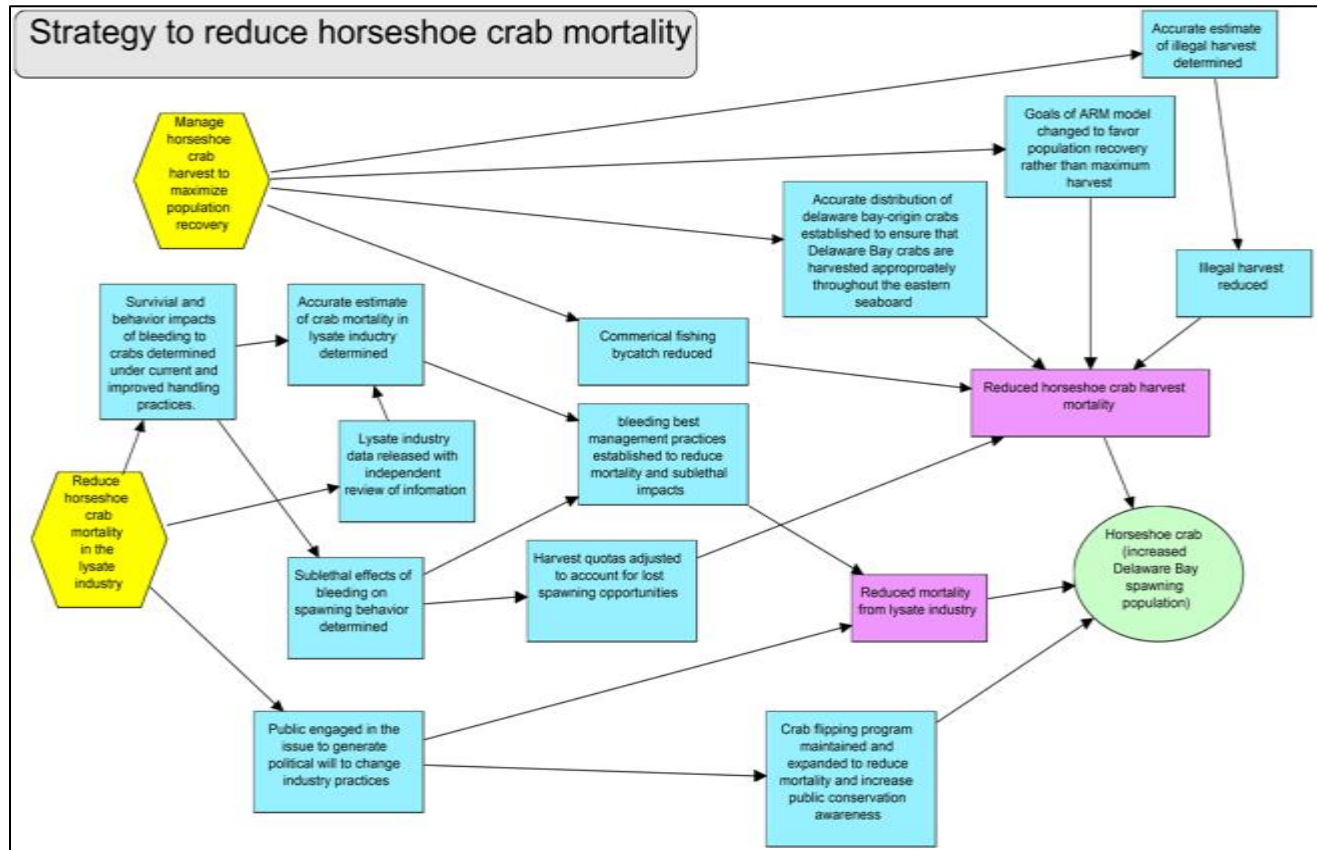 Strategy to reduce horseshoe crab mortality
Accurate estimate
of illegal harvest
determined
Manage
horseshoe
crab
harvest to
maximize
population
recovery
Goals of ARM model
changed to favor
population recovery
rather than maximum
harvest
Accurate distribution of
delaware bay-origin crabs
established to ensure that
Delaware Bay crabs are
harvested approproately
throughout the eastern
seaboard
Illegal harvest
reduced
Survivial and
behavior impacts
of bleeding to
crabs determined
under current and
improved handling
practices.
Accurate estimate
of crab mortality in
lysate industry
determined
Commerical fishing
bycatch reduced
Reduced horseshoe crab harvest
mortality
Lysate industry
data released with
independent
review of infomation
bleeding best
management practices
established to reduce
mortality and sublethal
impacts
Reduce
horseshoe
crab
mortality
in the
lysate
industry
Sublethal effects of
bleeding on
spawning behavior
determined
Harvest quotas adjusted
to account for lost
spawning opportunities
Reduced mortality
from lysate industry
Horseshoe crab
(increased
Delaware Bay
spawning
population)
Public engaged in the
issue to generate
political will to change
industry practices
Crab flipping program
maintained and
expanded to reduce
mortality and increase
public conservation
awareness